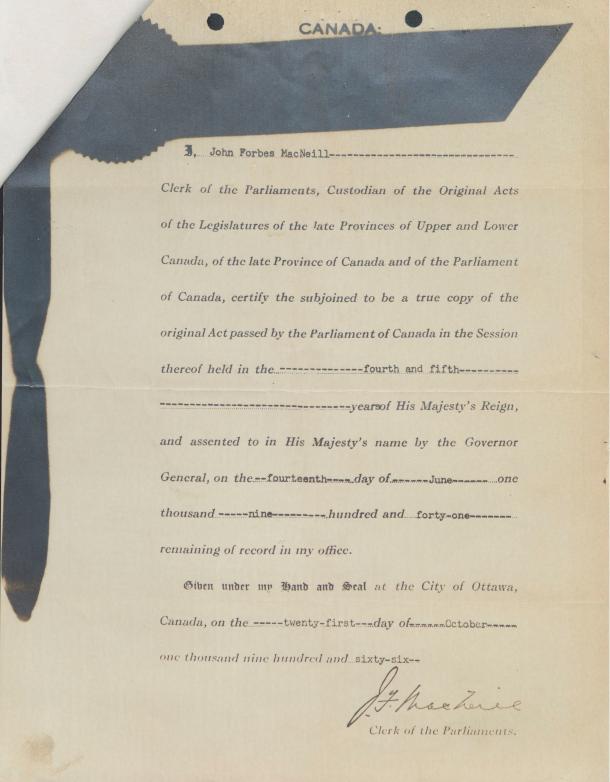 CANADA:
I, John Forbes MacNeill--------------------------------
Clerk of the Parliaments, Custodian of the Original Acts
of the Legislatures of the late Provinces of Upper and Lower
Canada, of the late Province of Canada and of the Parliament
of Canada, certify the subjoined to be a true copy of the
original Act passed by the Parliament of Canada in the Session
thereof held in the --------------fourth and fifth----------
--------------------------------yearsof His Majesty's Reign,
and assented to in His Majesty's name by the Governor
General, on the --fourteenth---- day of ------June------ one
thousand -----nine--------- hundred and forty-one-------
remaining of record in my office.
Given under my Hand and Seal at the City of Ottawa,
Canada, on the -----twenty-first--- day of ------October-----
one thousand nine hundred and sixty-six--
J.F. MacNeill
Clerk of the Parliaments.